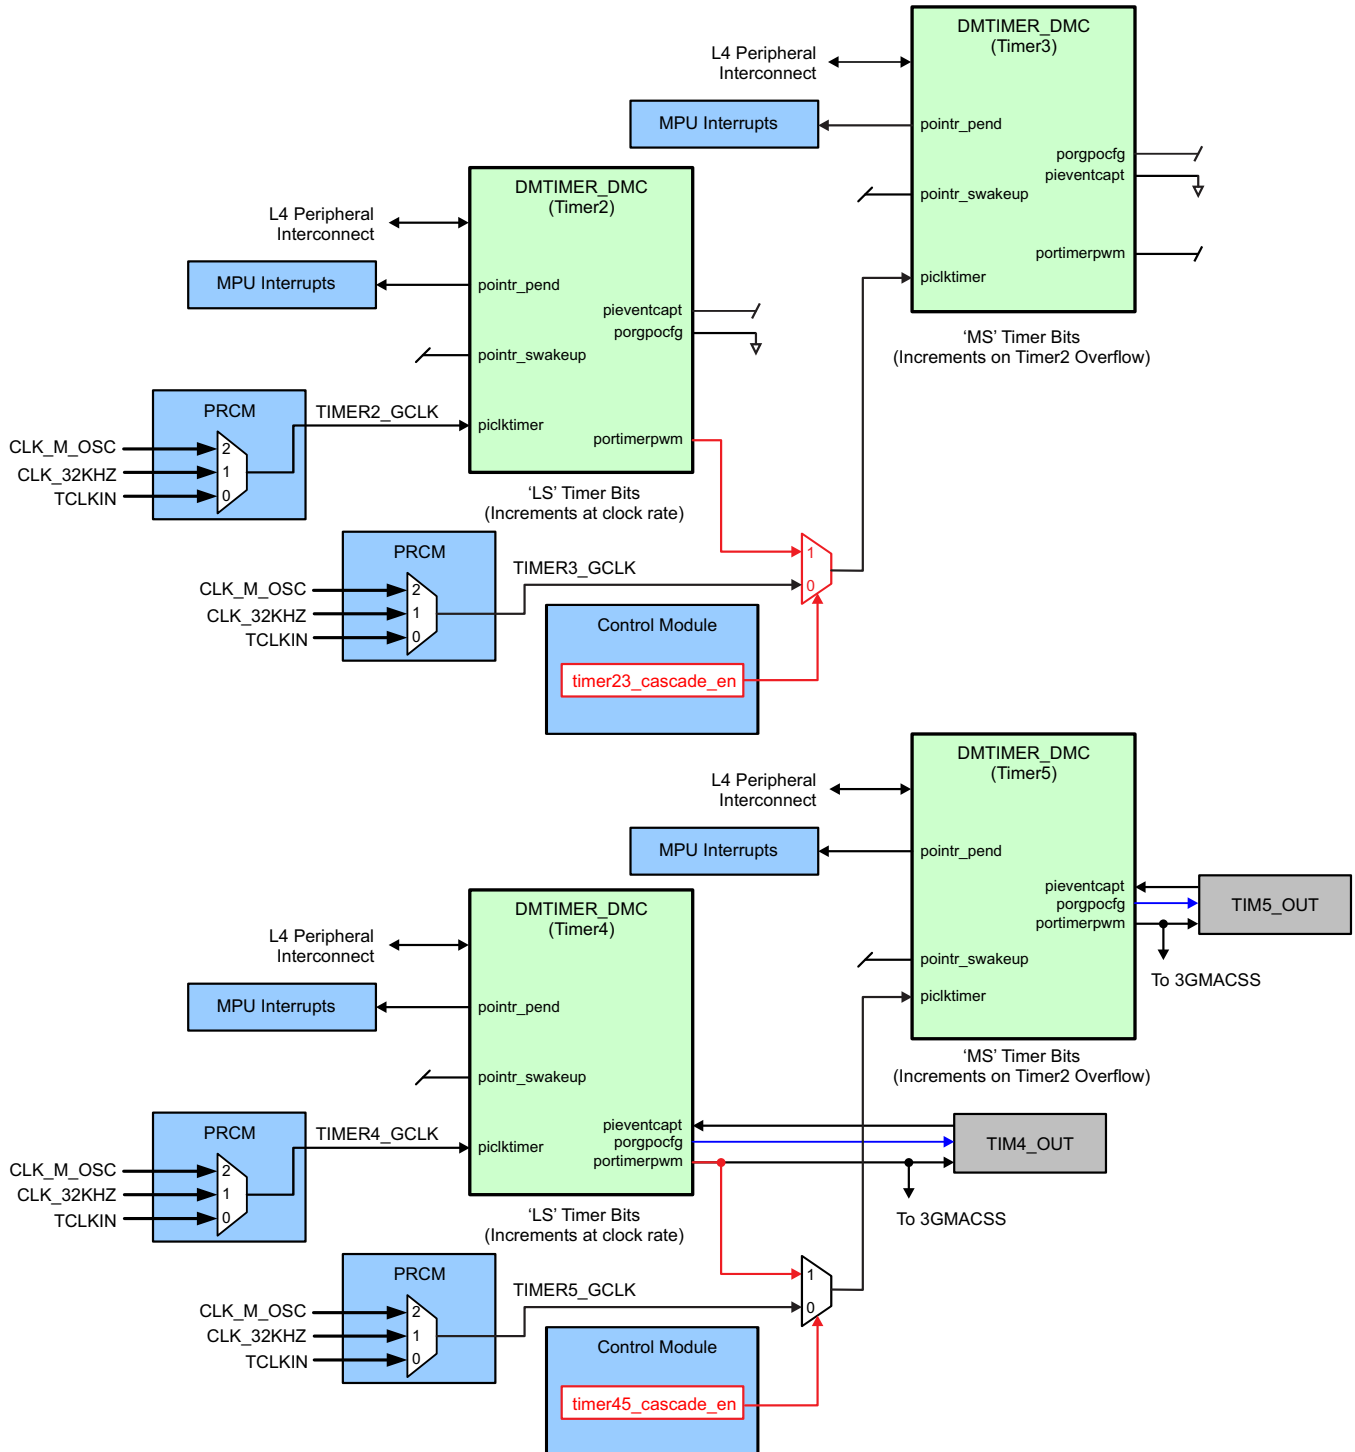 DMTIMER_DMC
(Timer3)
L4 Peripheral
Interconnect
MPU Interrupts
pointr_pend
porgpocfg
pieventcapt
pointr_swakeup
portimerpwm
piclktimer
'MS' Timer Bits
(Increments on Timer2 Overflow)
DMTIMER_DMC
(Timer2)
L4 Peripheral
Interconnect
MPU Interrupts
pointr_pend
pieventcapt
porgpocfg
pointr_swakeup
piclktimer
portimerpwm
'LS' Timer Bits
(Increments at clock rate)
PRCM
TIMER2_GCLK
CLK_M_OSC
2
CLK_32KHZ
1
TCLKIN
0
PRCM
TIMER3_GCLK
CLK_M_OSC
2
CLK_32KHZ
1
TCLKIN
0
1
0
Control Module
timer23_cascade_en
DMTIMER_DMC
(Timer5)
L4 Peripheral
Interconnect
MPU Interrupts
pointr_pend
pieventcapt
porgpocfg
portimerpwm
TIM5_OUT
pointr_swakeup
To 3GMACSS
piclktimer
'MS' Timer Bits
(Increments on Timer2 Overflow)
DMTIMER_DMC
(Timer4)
L4 Peripheral
Interconnect
MPU Interrupts
pointr_pend
pointr_swakeup
pieventcapt
porgpocfg
portimerpwm
piclktimer
TIM4_OUT
To 3GMACSS
'LS' Timer Bits
(Increments at clock rate)
PRCM
TIMER4_GCLK
CLK_M_OSC
2
CLK_32KHZ
1
TCLKIN
0
PRCM
TIMER5_GCLK
CLK_M_OSC
2
CLK_32KHZ
1
TCLKIN
0
1
0
Control Module
timer45_cascade_en